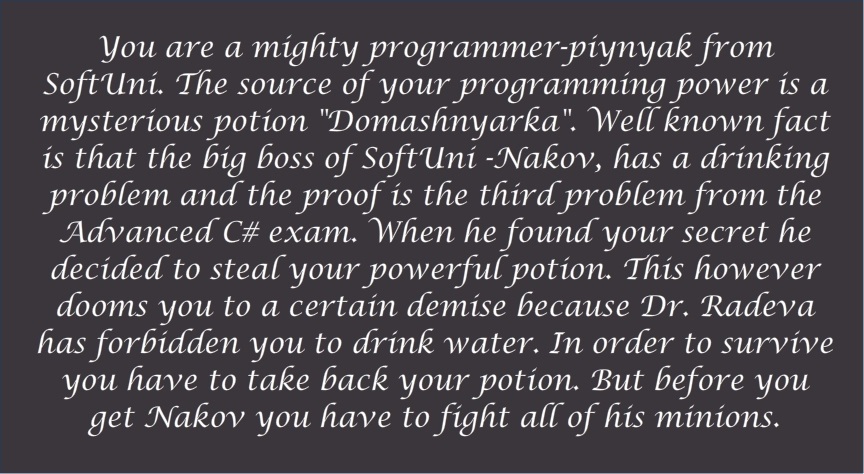 You are a mighty programmer-piynyak from
SoftUni. The source of your programming power is a
mysterious potion "Domashnyarka". Well known fact
is that the big boss of SoftUni -Nakov, has a drinking
problem and the proof is the third problem from the
Advanced C# exam. When he found your secret he
decided to steal your powerful potion. This however
dooms you to a certain demise because Dr. Radeva
has forbidden you to drink water. In order to survive
you have to take back your potion. But before you
get Nakov you have to fight all of his minions.